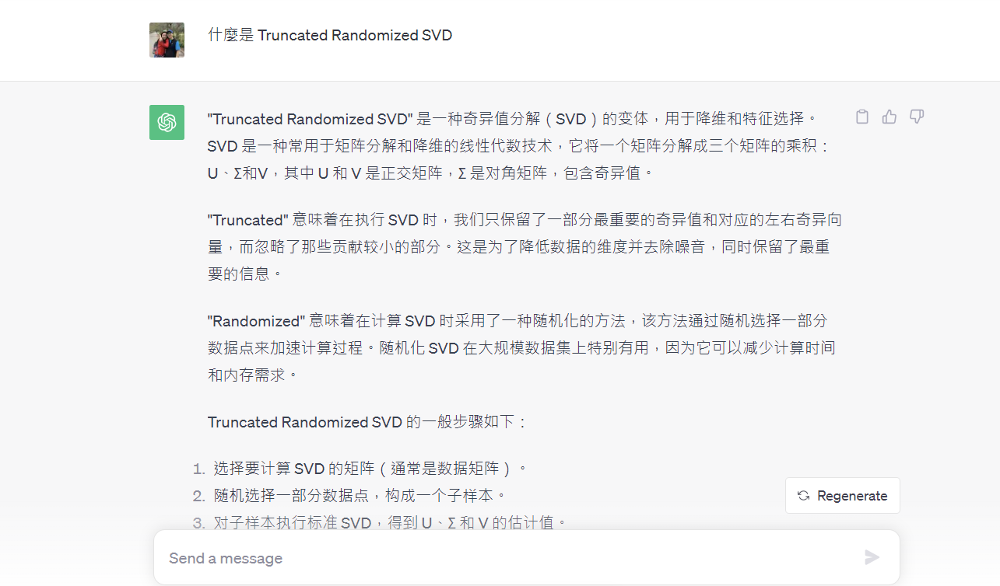 什麼是 Truncated Randomized SVD
"Truncated Randomized SVD" 是一种奇异值分解（SVD）的变体，用于降维和特征选择。
SVD 是一种常用于矩阵分解和降维的线性代数技术，它将一个矩阵分解成三个矩阵的乘积：
U、Σ和V，其中 U 和 V 是正交矩阵，Σ 是对角矩阵，包含奇异值。
"Truncated" 意味着在执行 SVD 时，我们只保留了一部分最重要的奇异值和对应的左右奇异向
量，而忽略了那些贡献较小的部分。这是为了降低数据的维度并去除噪音，同时保留了最重
要的信息。
"Randomized" 意味着在计算 SVD 时采用了一种随机化的方法，该方法通过随机选择一部分
数据点来加速计算过程。随机化 SVD 在大规模数据集上特别有用，因为它可以减少计算时间
和内存需求。
Truncated Randomized SVD 的一般步骤如下：
1. 选择要计算 SVD 的矩阵（通常是数据矩阵）。
2. 随机选择一部分数据点，构成一个子样本。
Regenerate
3. 对子样本执行标准 SVD，得到 U、Σ 和 V 的估计值。
Send a message